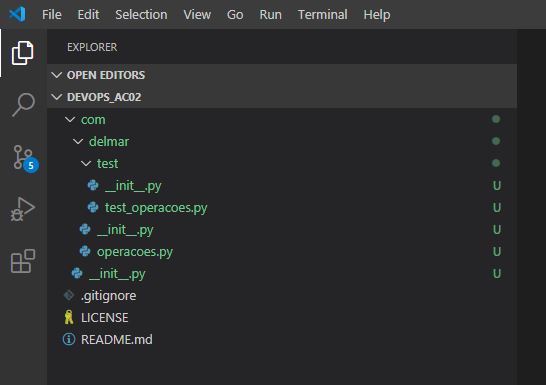 File Edit Selection View Go Run Terminal Help
EXPLORER
OPEN EDITORS
DEVOPS_AC02
com
delmar
test
__init__.py U
test_operacoes.py U
__init__.py U
operacoes.py U
__init__.py U
.gitignore
LICENSE
README.md
5